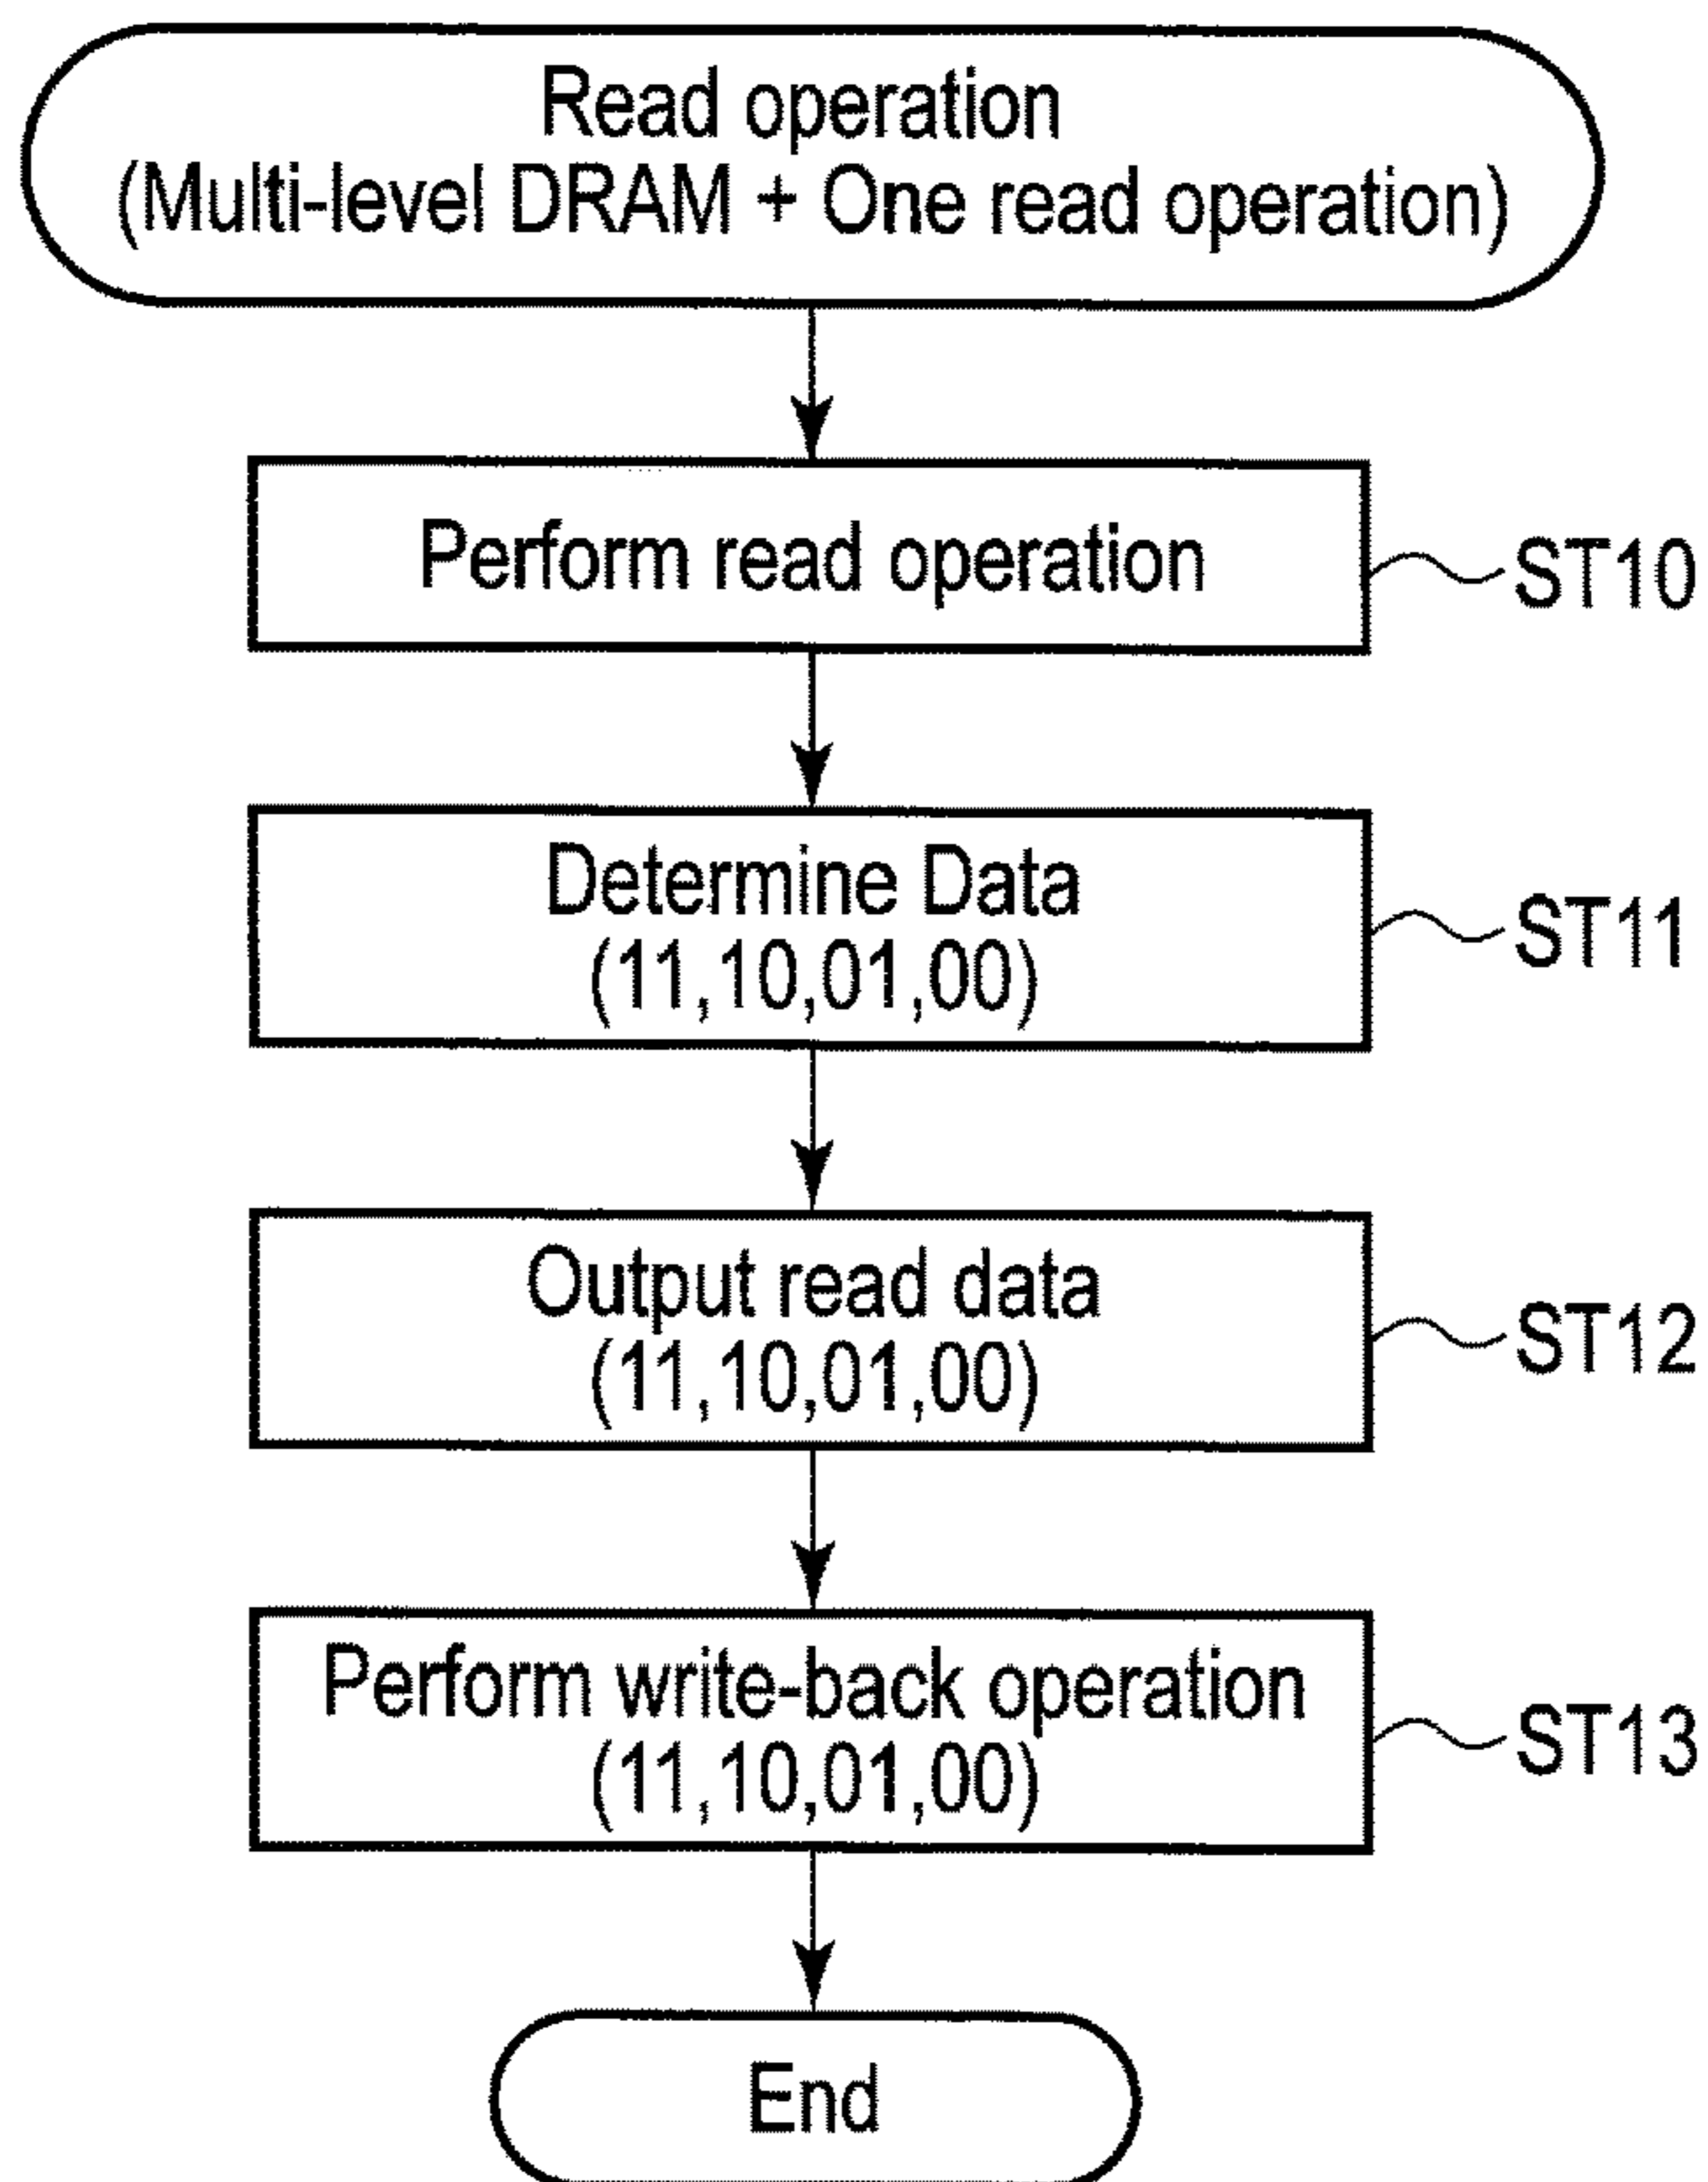 Read operation
(Multi-level DRAM + One read operation)
Perform read operation
ST10
Determine Data
(11,10,01,00)
ST11
Output read data
(11,10,01,00)
ST12
Perform write-back operation
(11,10,01,00)
ST13
End